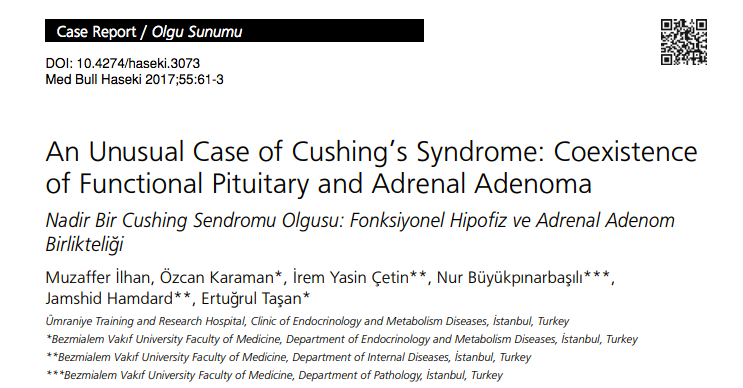 Case Report / Olgu Sunumu
DOI: 10.4274/haseki.3073
Med Bull Haseki 2017;55:61-3
An Unusual Case of Cushing’s Syndrome: Coexistence
of Functional Pituitary and Adrenal Adenoma
Nadir Bir Cushing Sendromu Olgusu: Fonksiyonel Hipofiz ve Adrenal Adenom
Birlikteliği
Muzaffer İlhan, Özcan Karaman*, İrem Yasin Çetin**, Nur Büyükpınarbaşılı***,
Jamshid Hamdard**, Ertuğrul Taşan*
Ümraniye Training and Research Hospital, Clinic of Endocrinology and Metabolism Diseases, İstanbul, Turkey
*Bezmialem Vakıf University Faculty of Medicine, Department of Endocrinology and Metabolism Diseases, İstanbul, Turkey
**Bezmialem Vakıf University Faculty of Medicine, Department of Internal Diseases, İstanbul, Turkey
***Bezmialem Vakıf University Faculty of Medicine, Department of Pathology, İstanbul, Turkey